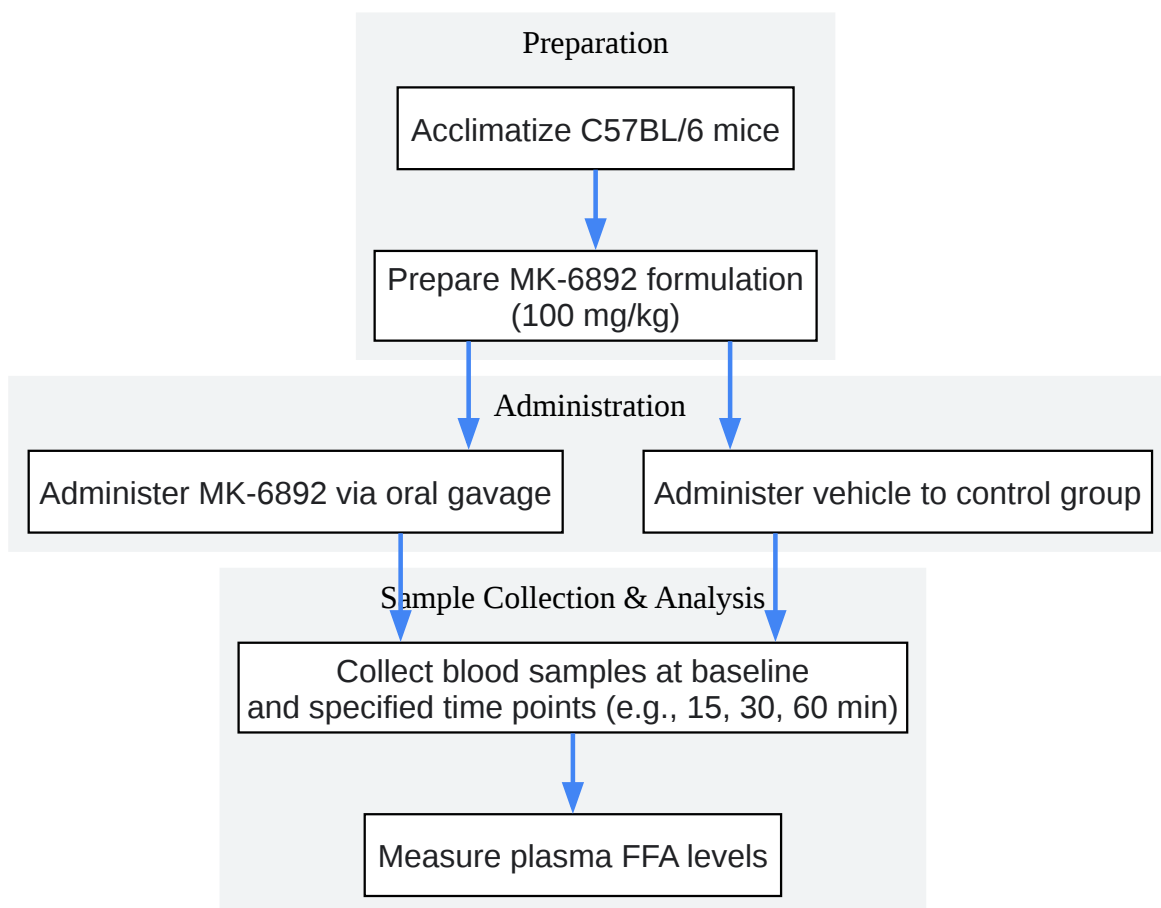 Preparation
Acclimatize C57BL/6 mice
Prepare MK-6892 formulation
(100 mg/kg)
Administration
Administer MK-6892 via oral gavage
Administer vehicle to control group
Sample Collection & Analysis
Collect blood samples at baseline
and specified time points (e.g., 15, 30, 60 min)
Measure plasma FFA levels